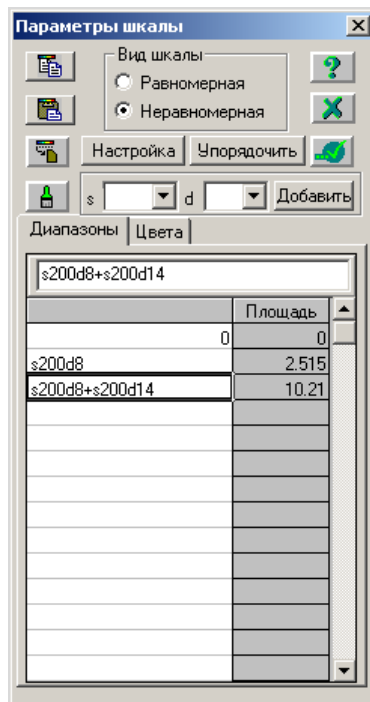 Параметры шкалы
Вид шкалы
Равномерная
Неравномерная
Настройка Упорядочить
s d Добавить
Диапазоны Цвета
s200d8+s200d14
Площадь
0 0
s200d8 2.515
s200d8+s200d14 10.21